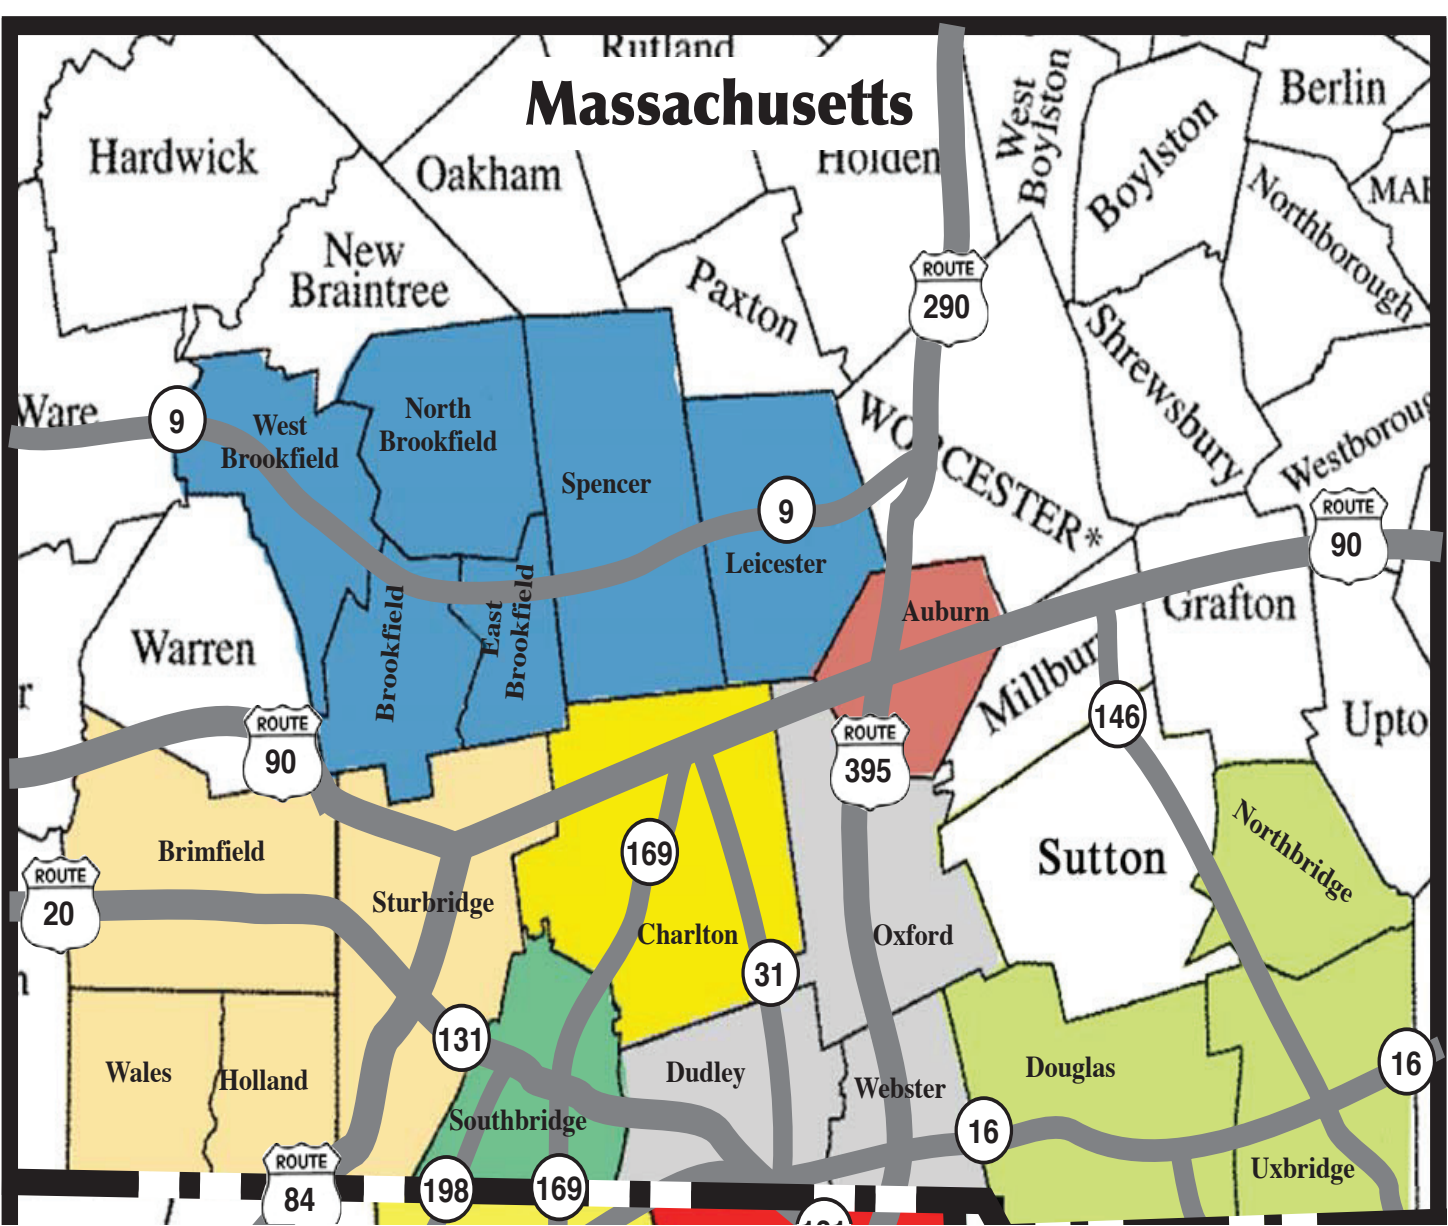 Rutland
Massachusetts
West
Boylston
Berlin
Boylston
Hardwick
Oakham
Holden
Northborough
New
Braintree
Paxton
ROUTE
290
Shrewsbury
Ware
9
West
Brookfield
North
Brookfield
Spencer
WORCESTER*
9
Leicester
ROUTE
90
Auburn
Grafton
Warren
Brookfield
East
Brookfield
146
ROUTE
90
ROUTE
395
Brimfield
169
Sutton
Northbridge
ROUTE
20
Sturbridge
Charlton
31
Oxford
131
Wales
Holland
Dudley
Webster
Douglas
16
Southbridge
16
Uxbridge
ROUTE
84
198
169